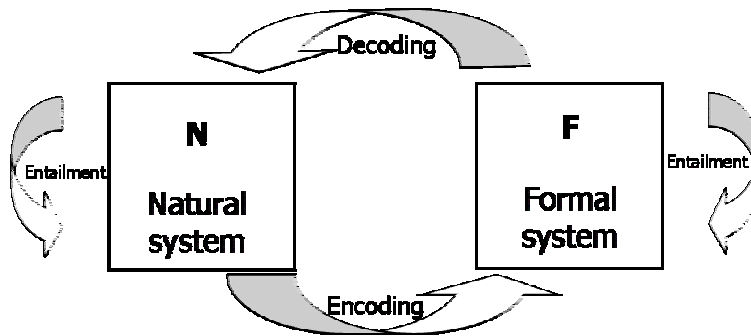 Decoding
N
Natural
system
Entailment
F
Formal
system
Entailment
Encoding